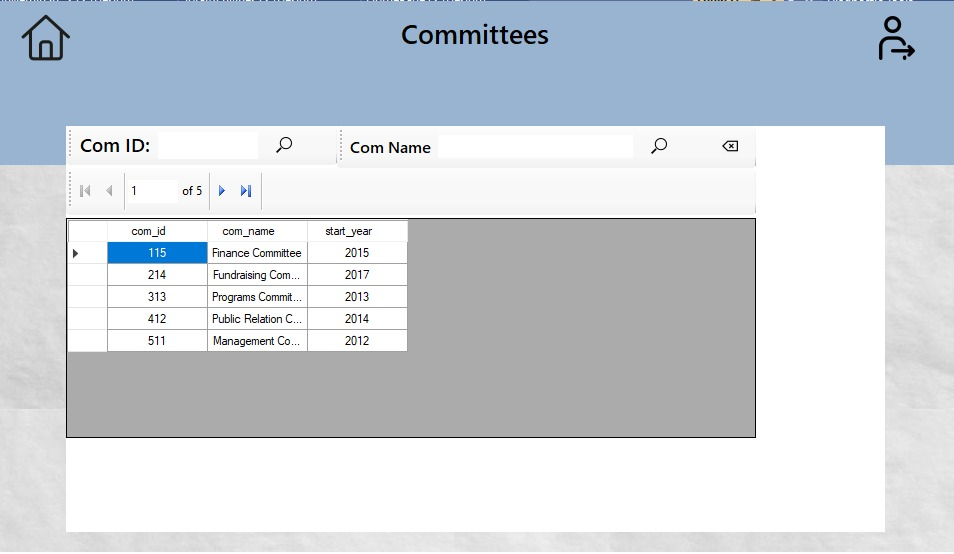 Committees
Com ID:
Com Name
1 of 5
com_id com_name start_year
115 Finance Committee 2015
214 Fundraising Com... 2017
313 Programs Commit... 2013
412 Public Relation C... 2014
511 Management Co... 2012